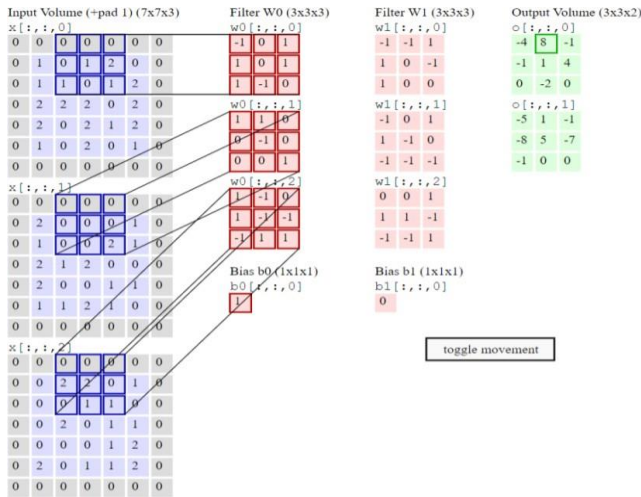 Input Volume (+pad 1) (7x7x3)
x[:,:,0]
0 0 0 0 0 0 0
0 1 0 1 2 0 0
0 1 1 0 1 2 0
0 2 2 2 0 2 0
0 2 0 2 1 2 0
0 1 0 2 0 1 0
0 0 0 0 0 0 0
x[:,:,1]
0 0 0 0 0 0 0
0 2 0 0 0 1 0
0 1 0 0 2 1 0
0 2 1 2 0 0 0
0 2 0 0 1 1 0
0 1 1 2 1 0 0
0 0 0 0 0 0 0
x[:,:,2]
0 0 0 0 0 0 0
0 0 2 2 0 1 0
0 0 0 1 1 0 0
0 0 2 0 1 1 0
0 0 0 0 1 2 0
0 2 0 1 1 2 0
0 0 0 0 0 0 0
Filter W0 (3x3x3)
w0[:,:,0]
-1 0 1
1 0 1
1 -1 0
w0[:,:,1]
1 1 0
0 -1 0
0 0 1
w0[:,:,2]
1 -1 0
1 -1 -1
-1 1 1
Bias b0 (1x1x1)
b0[:,:,0]
1
Filter W1 (3x3x3)
w1[:,:,0]
-1 -1 1
1 -1 -1
1 0 0
w1[:,:,1]
-1 0 1
1 -1 0
-1 -1 -1
w1[:,:,2]
0 0 1
1 1 -1
-1 -1 1
Bias b1 (1x1x1)
b1[:,:,0]
0
Output Volume (3x3x2)
o[:,:,0]
-4 8 -1
-1 1 4
0 -2 0
o[:,:,1]
-5 1 -1
-8 5 -7
-1 0 0
toggle movement